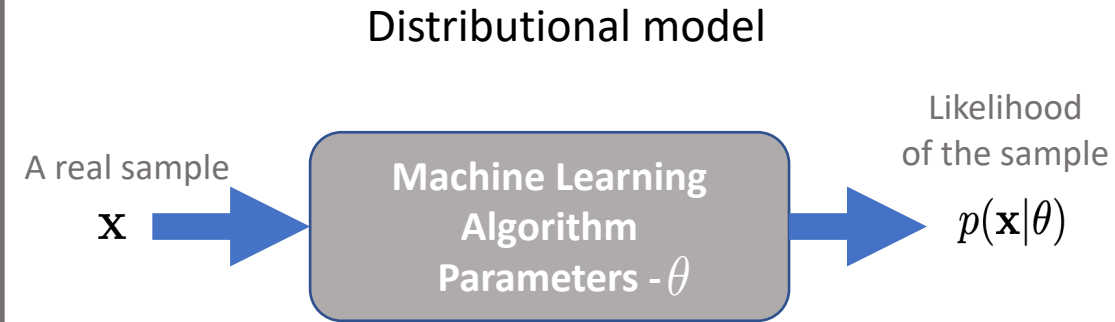 Distributional model
A real sample
x
Machine Learning
Algorithm
Parameters - θ
Likelihood
of the sample
p(x|θ)